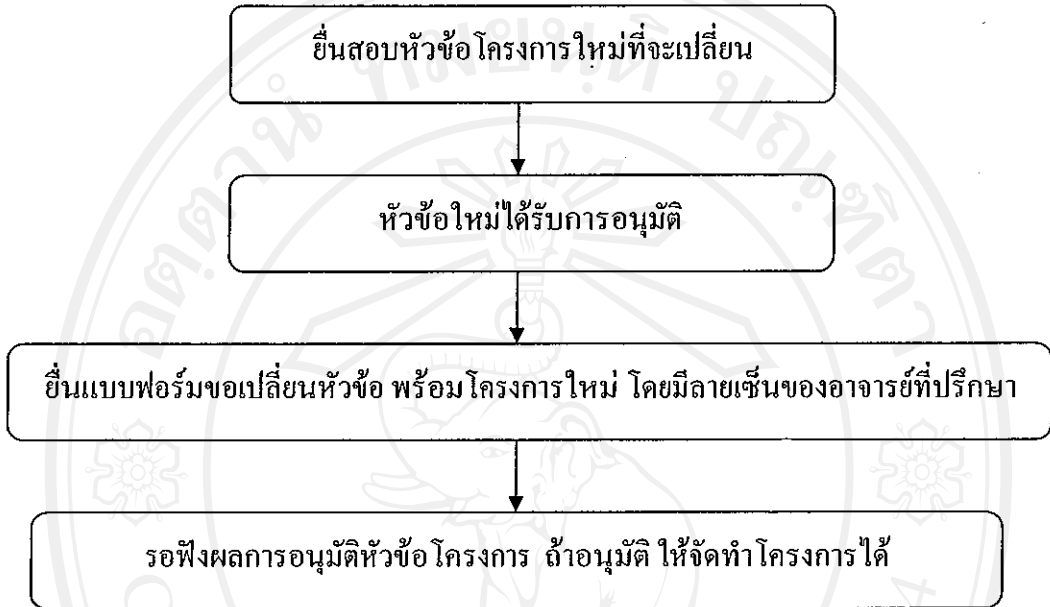 ยื่นสอบหัวข้อโครงการใหม่ที่จะเปลี่ยน
หัวข้อใหม่ได้รับการอนุมัติ
ยื่นแบบฟอร์มขอเปลี่ยนหัวข้อ พร้อมโครงการใหม่ โดยมีลายเซ็นของอาจารย์ที่ปรึกษา
รอฟังผลการอนุมัติหัวข้อโครงการ ถ้าอนุมัติ ให้จัดทำโครงการได้